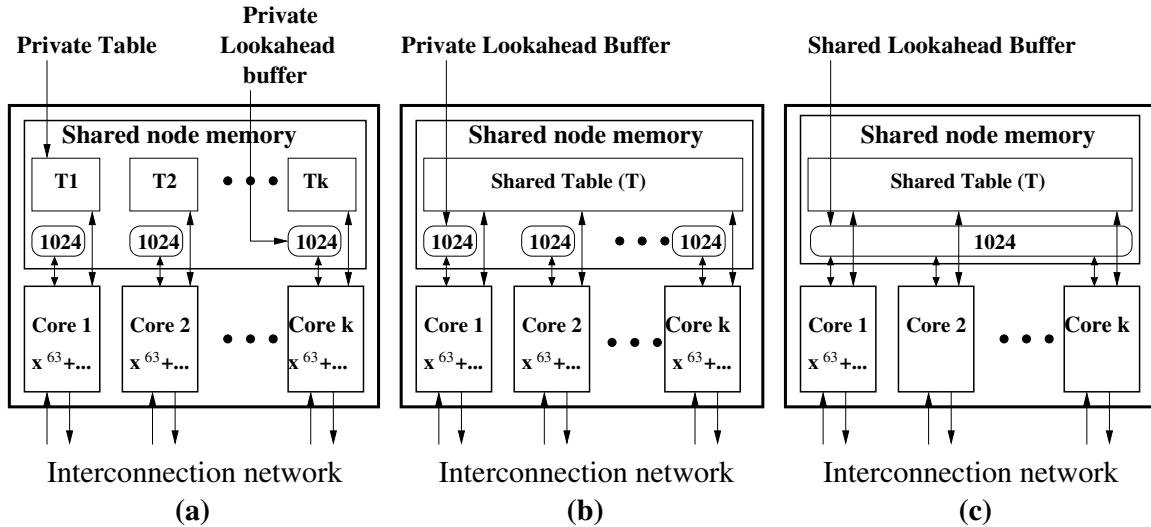 Private Table
Private
Lookahead
buffer
Shared node memory
T1
T2
Tk
1024
1024
1024
Core 1
x 63+...
Core 2
x 63+...
Core k
x 63+...
Interconnection network
(a)
Private Lookahead Buffer
Shared node memory
Shared Table (T)
1024
1024
1024
Core 1
x 63+...
Core 2
x 63+...
Core k
x 63+...
Interconnection network
(b)
Shared Lookahead Buffer
Shared node memory
Shared Table (T)
1024
Core 1
x 63+...
Core 2
Core k
Interconnection network
(c)